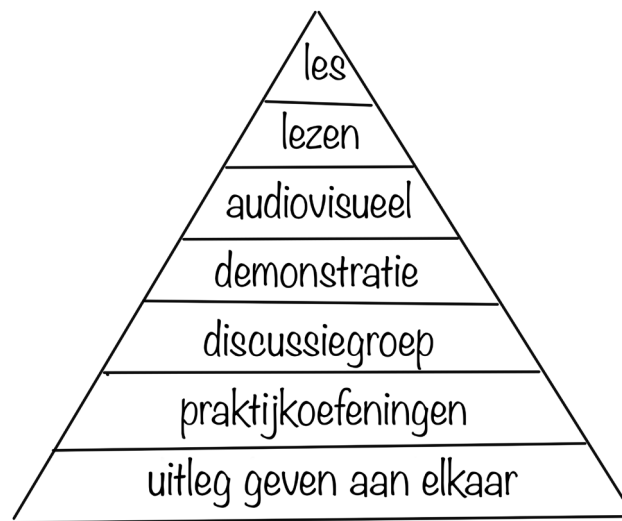 les
lezen
audiovisueel
demonstratie
discussiegroep
praktijkoefeningen
uitleg geven aan elkaar